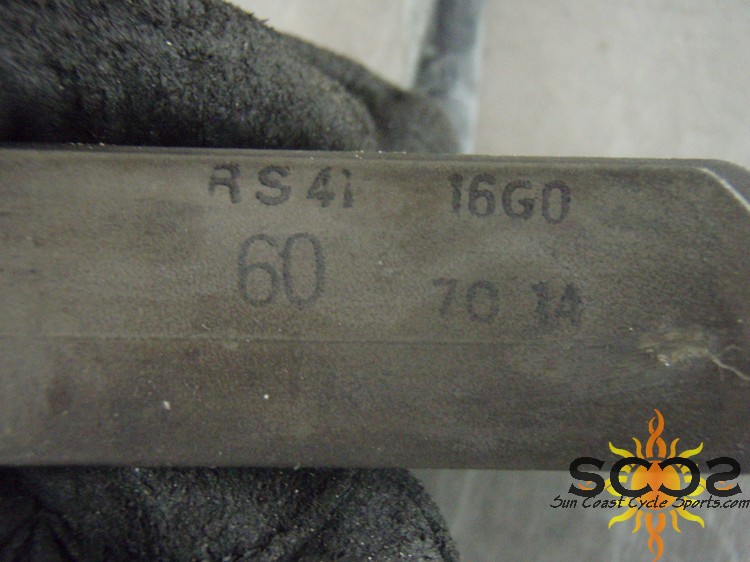 RS41 16G0
60
70 14
SCCS
Sun Coast Cycle Sports.com